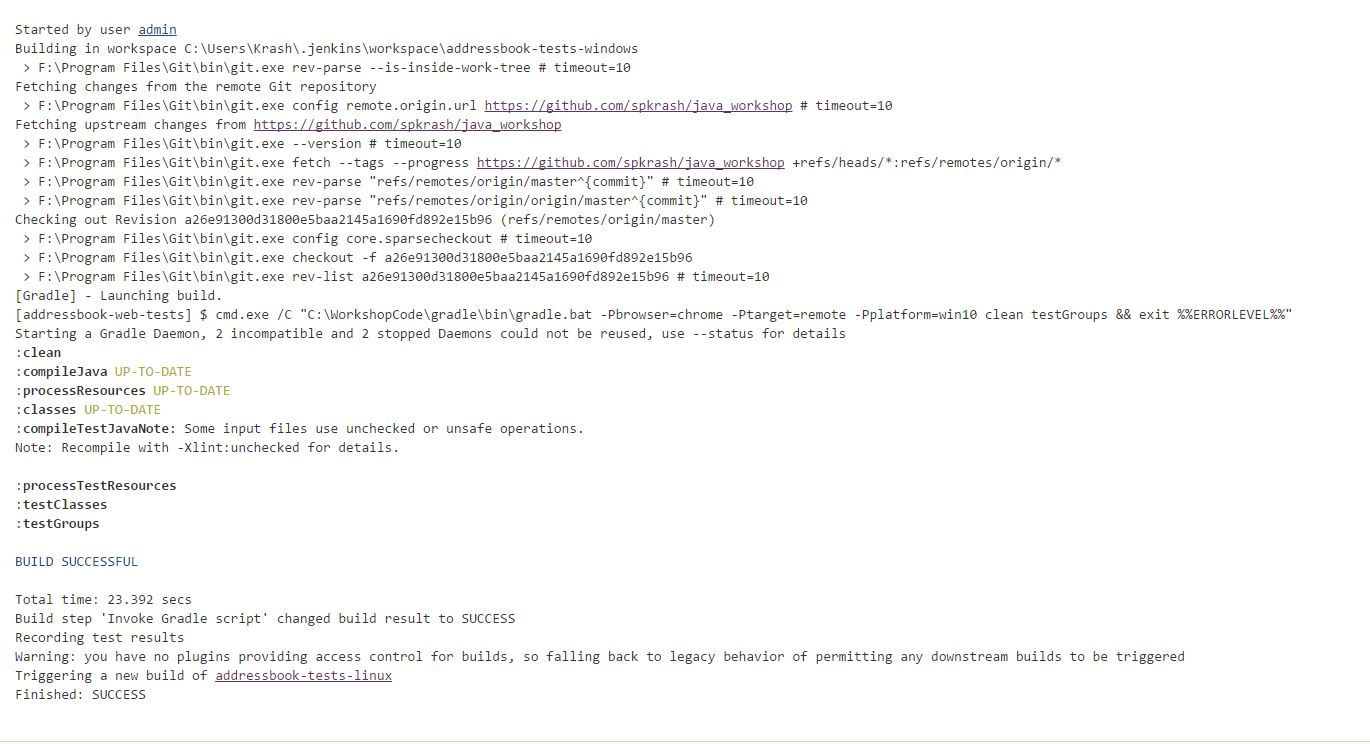 Started by user admin
Building in workspace C:\Users\Krash\.jenkins\workspace\addressbook-tests-windows
> F:\Program Files\Git\bin\git.exe rev-parse --is-inside-work-tree # timeout=10
Fetching changes from the remote Git repository
> F:\Program Files\Git\bin\git.exe config remote.origin.url https://github.com/spkrash/java_workshop # timeout=10
Fetching upstream changes from https://github.com/spkrash/java_workshop
> F:\Program Files\Git\bin\git.exe --version # timeout=10
> F:\Program Files\Git\bin\git.exe fetch --tags --progress https://github.com/spkrash/java_workshop +refs/heads/*:refs/remotes/origin/*
> F:\Program Files\Git\bin\git.exe rev-parse "refs/remotes/origin/master^{commit}" # timeout=10
> F:\Program Files\Git\bin\git.exe rev-parse "refs/remotes/origin/origin/master^{commit}" # timeout=10
Checking out Revision a26e91300d31800e5baa2145a1690fd892e15b96 (refs/remotes/origin/master)
> F:\Program Files\Git\bin\git.exe config core.sparsecheckout # timeout=10
> F:\Program Files\Git\bin\git.exe checkout -f a26e91300d31800e5baa2145a1690fd892e15b96
> F:\Program Files\Git\bin\git.exe rev-list a26e91300d31800e5baa2145a1690fd892e15b96 # timeout=10
[Gradle] - Launching build.
[addressbook-web-tests] $ cmd.exe /C "C:\WorkshopCode\gradle\bin\gradle.bat -Pbrowser=chrome -Ptarget=remote -Pplatform=win10 clean testGroups && exit %%ERRORLEVEL%%"
Starting a Gradle Daemon, 2 incompatible and 2 stopped Daemons could not be reused, use --status for details
:clean
:compileJava UP-TO-DATE
:processResources UP-TO-DATE
:classes UP-TO-DATE
:compileTestJavaNote: Some input files use unchecked or unsafe operations.
Note: Recompile with -Xlint:unchecked for details.
:processTestResources
:testClasses
:testGroups
BUILD SUCCESSFUL
Total time: 23.392 secs
Build step 'Invoke Gradle script' changed build result to SUCCESS
Recording test results
Warning: you have no plugins providing access control for builds, so falling back to legacy behavior of permitting any downstream builds to be triggered
Triggering a new build of addressbook-tests-linux
Finished: SUCCESS